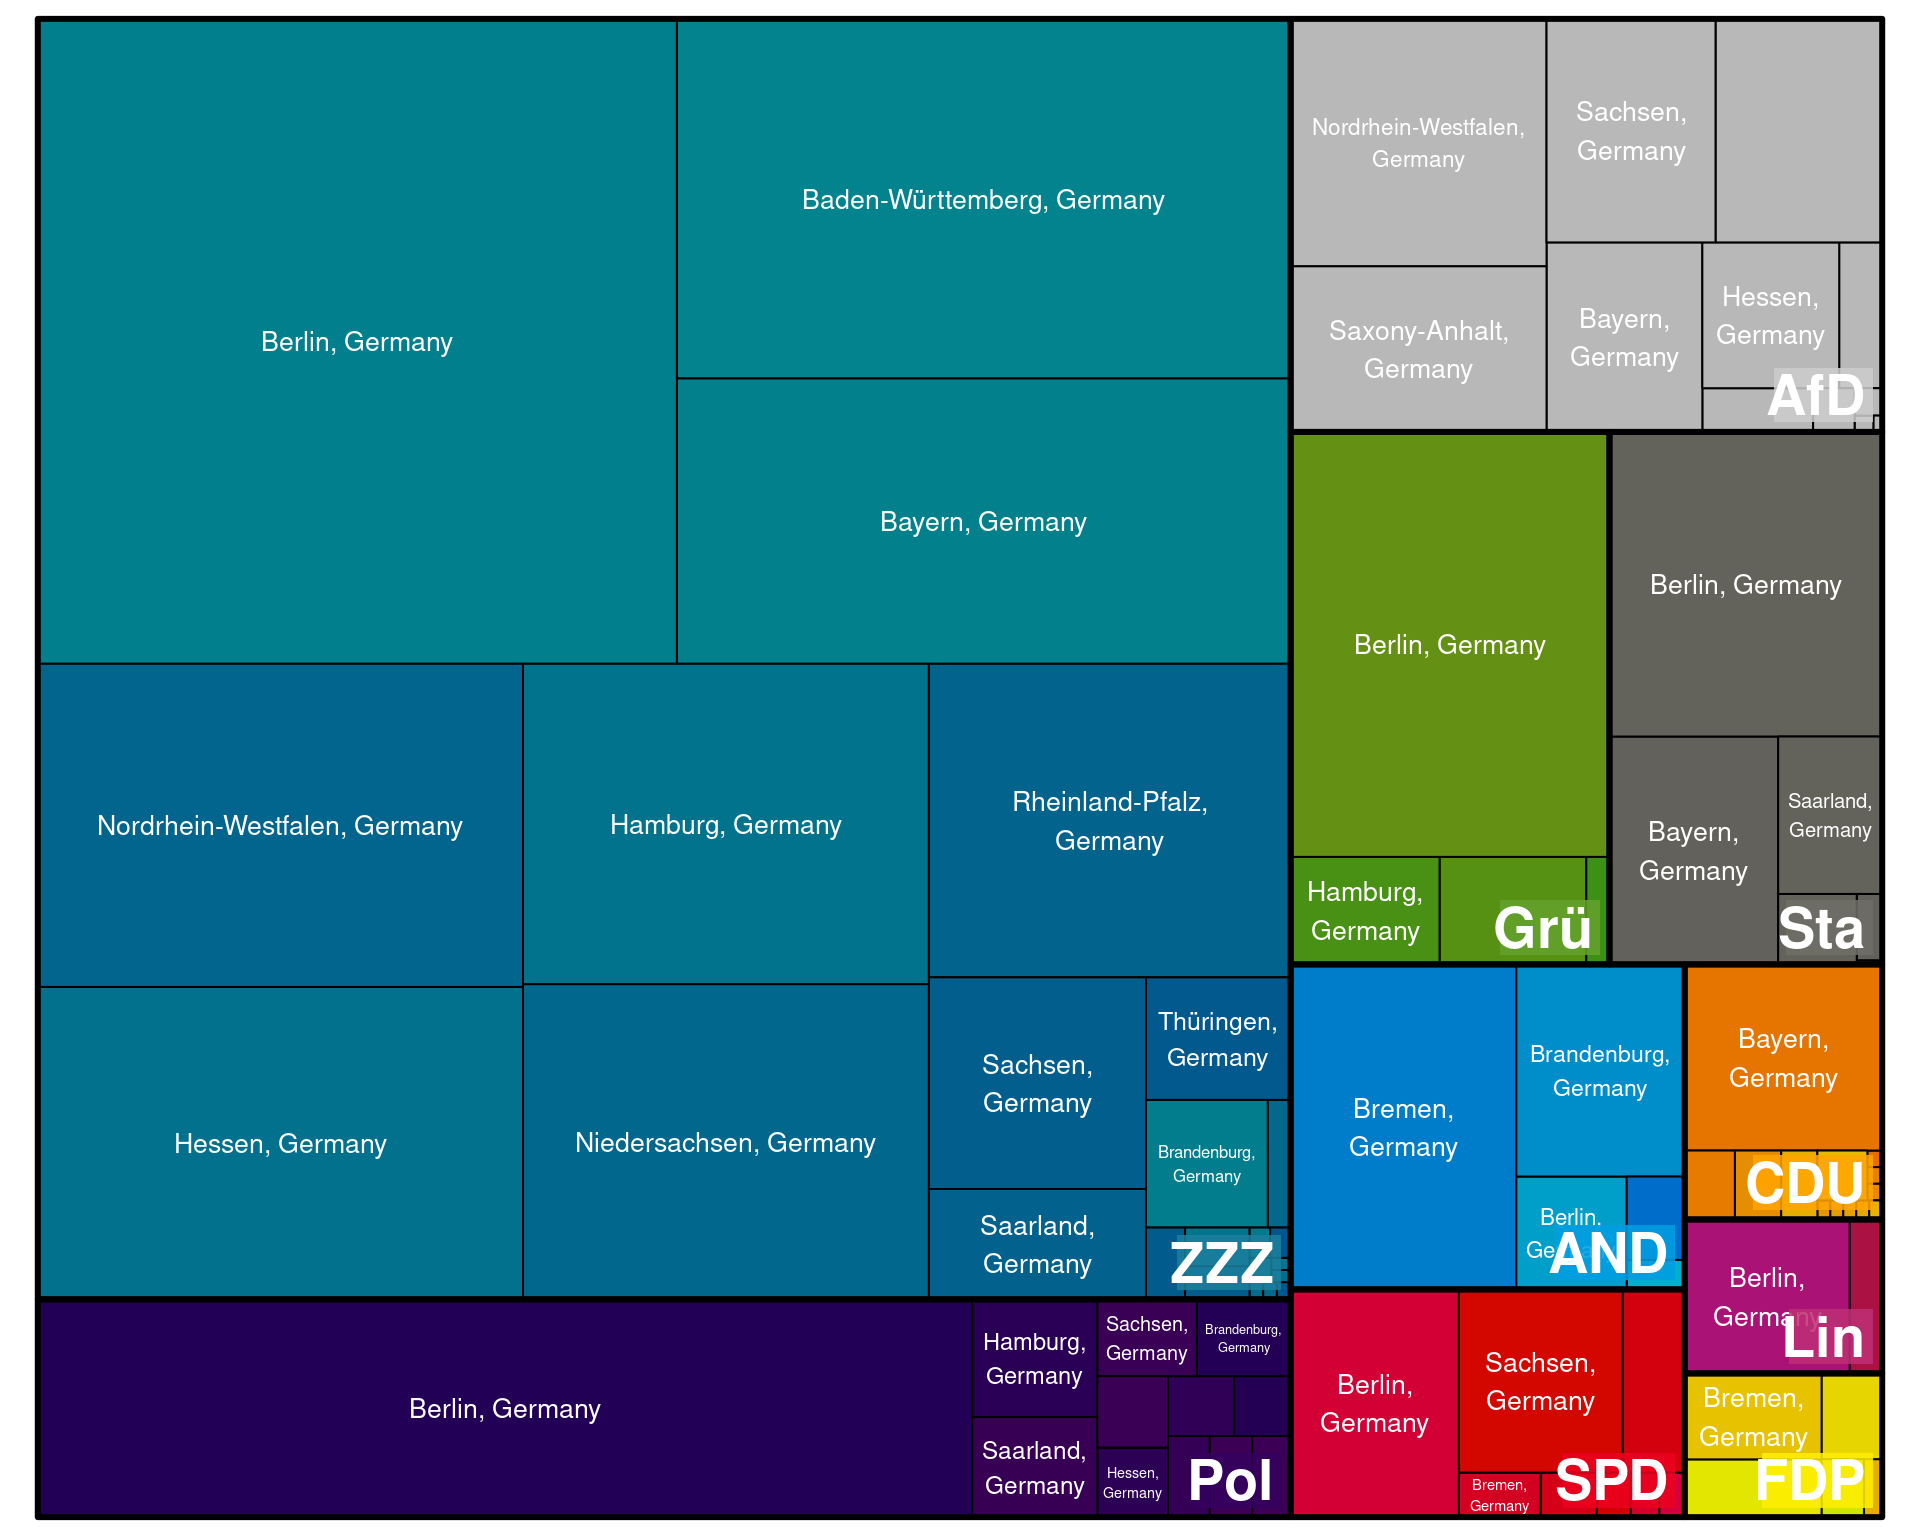 Berlin, Germany
Baden-Württemberg, Germany
Bayern, Germany
Nordrhein-Westfalen, Germany
Hamburg, Germany
Rheinland-Pfalz,
Germany
Hessen, Germany
Niedersachsen, Germany
Sachsen,
Germany
Thüringen,
Germany
Brandenburg,
Germany
Saarland,
Germany
ZZZ
Berlin, Germany
Hamburg,
Germany
Saarland,
Germany
Sachsen,
Germany
Brandenburg,
Germany
Hessen,
Germany
Pol
Nordrhein-Westfalen,
Germany
Sachsen,
Germany
Saxony-Anhalt,
Germany
Bayern,
Germany
Hessen,
Germany
AfD
Berlin, Germany
Hamburg,
Germany
Grü
Berlin, Germany
Bayern,
Germany
Saarland,
Germany
Sta
Bremen,
Germany
Brandenburg,
Germany
Berlin,
AND
Bayern,
Germany
CDU
Berlin,
Germany
Lin
Berlin,
Germany
Sachsen,
Germany
Bremen,
Germany
SPD
Bremen,
Germany
FDP